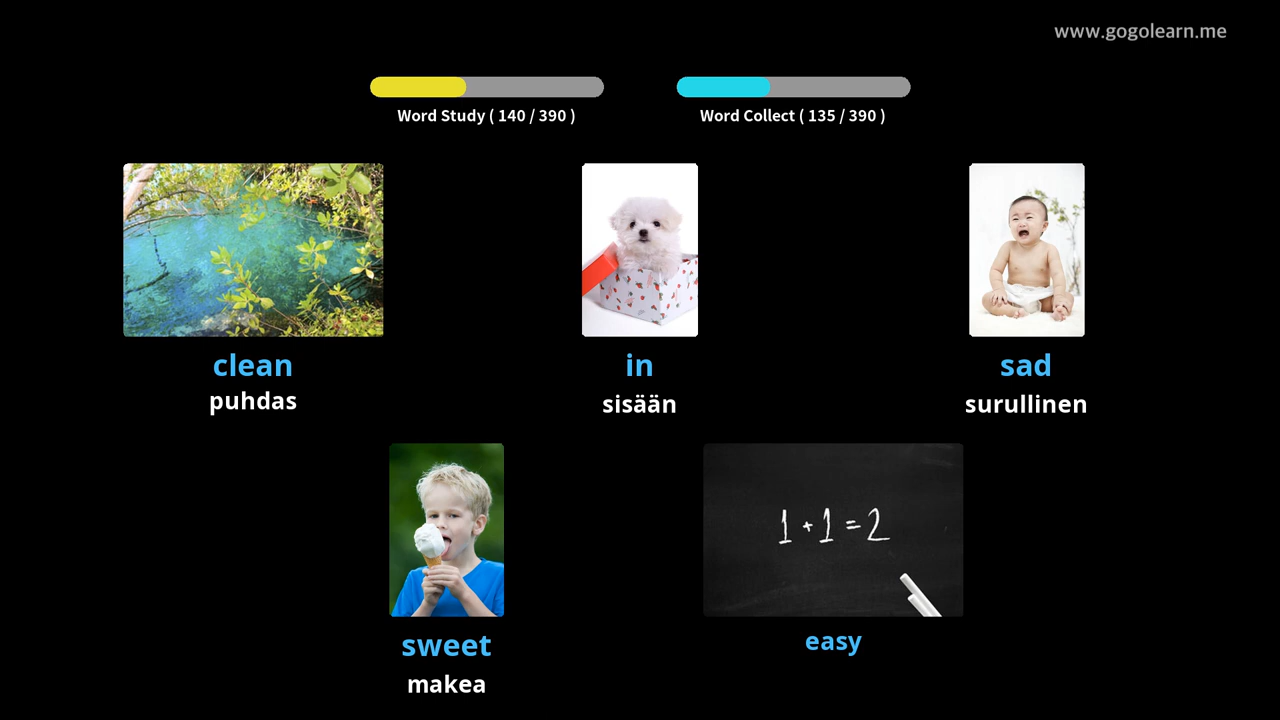 www.gogolearn.me
Word Study ( 140 / 390 )
Word Collect ( 135 / 390 )
clean
puhdas
in
sisään
sad
surullinen
1+1=2
sweet
makea
easy